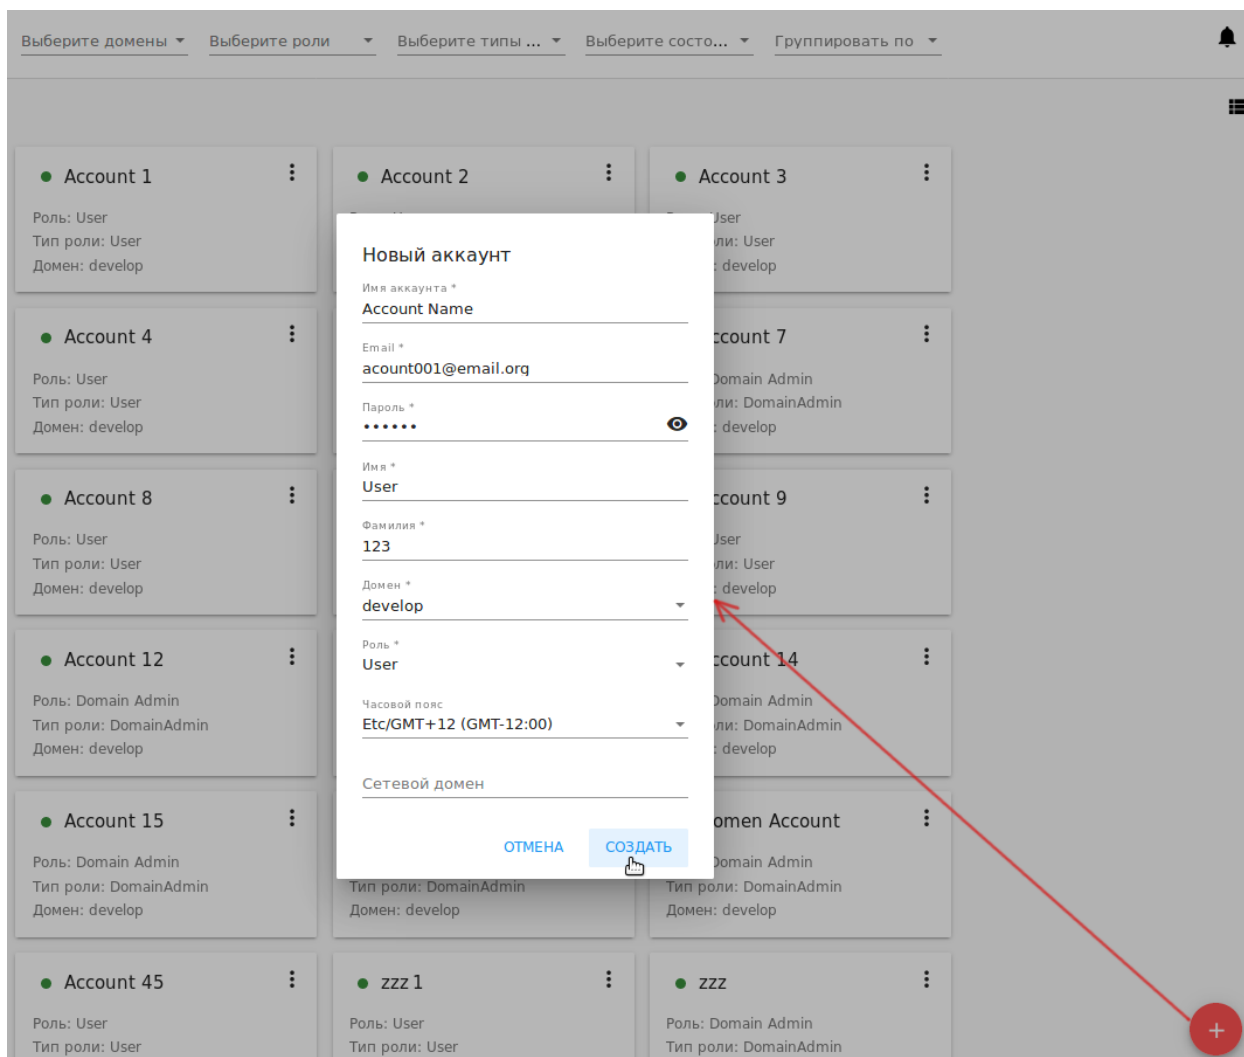 Выберите домены Выберите роли Выберите типы ... Выберите состо... Группировать по
Account 1 Account 2 Account 3
Роль: User
Тип роли: User
Домен: develop
User
User
: develop
Новый аккаунт
Имя аккаунта *
Account Name
Email *
acount001@email.org
Пароль *
••••••
Имя *
User
Фамилия *
123
Домен *
develop
Роль *
User
Часовой пояс
Etc/GMT+12 (GMT-12:00)
Сетевой домен
ОТМЕНА СОЗДАТЬ
Account 4
Роль: User
Тип роли: User
Домен: develop
ccount 7
Domain Admin
ли: DomainAdmin
: develop
Account 8
Роль: User
Тип роли: User
Домен: develop
ccount 9
User
ли: User
develop
Account 12
Роль: Domain Admin
Тип роли: DomainAdmin
Домен: develop
ccount 14
Domain Admin
ли: DomainAdmin
: develop
Account 15
Роль: Domain Admin
Тип роли: DomainAdmin
Домен: develop
Тип роли: DomainAdmin
Домен: develop
omen Account
Domain Admin
Тип роли: DomainAdmin
Домен: develop
Account 45
Роль: User
Тип роли: User
zzz 1
Роль: User
Тип роли: User
zzz
Роль: Domain Admin
Тип роли: DomainAdmin
+